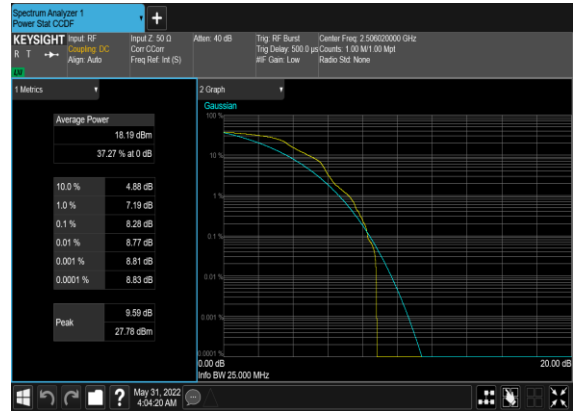 Spectrum Analyzer 1
Power Stat CCDF
KEYSIGHT
R T
LW
Input: RF
Coupling: DC
Align: Auto
Input Z: 50 Ω
Corr CCorr
Freq Ref: Int (S)
Atten: 40 dB
Trig: RF Burst
Trig Delay: 500.0 µs
#IF Gain: Low
Center Freq: 2.506020000 GHz
Counts: 1.00 M/1.00 Mpt
Radio Std: None
1 Metrics
Average Power
18.19 dBm
37.27 % at 0 dB
10.0 % 4.88 dB
1.0 % 7.19 dB
0.1 % 8.28 dB
0.01 % 8.77 dB
0.001 % 8.81 dB
0.0001 % 8.83 dB
Peak
9.59 dB
27.78 dBm
2 Graph
Gaussian
100 %
10 %
1 %
0.1 %
0.01 %
0.001 %
0.0001 %
0.00 dB
20.00 dB
Info BW 25.000 MHz
?
May 31, 2022
4:04:20 AM